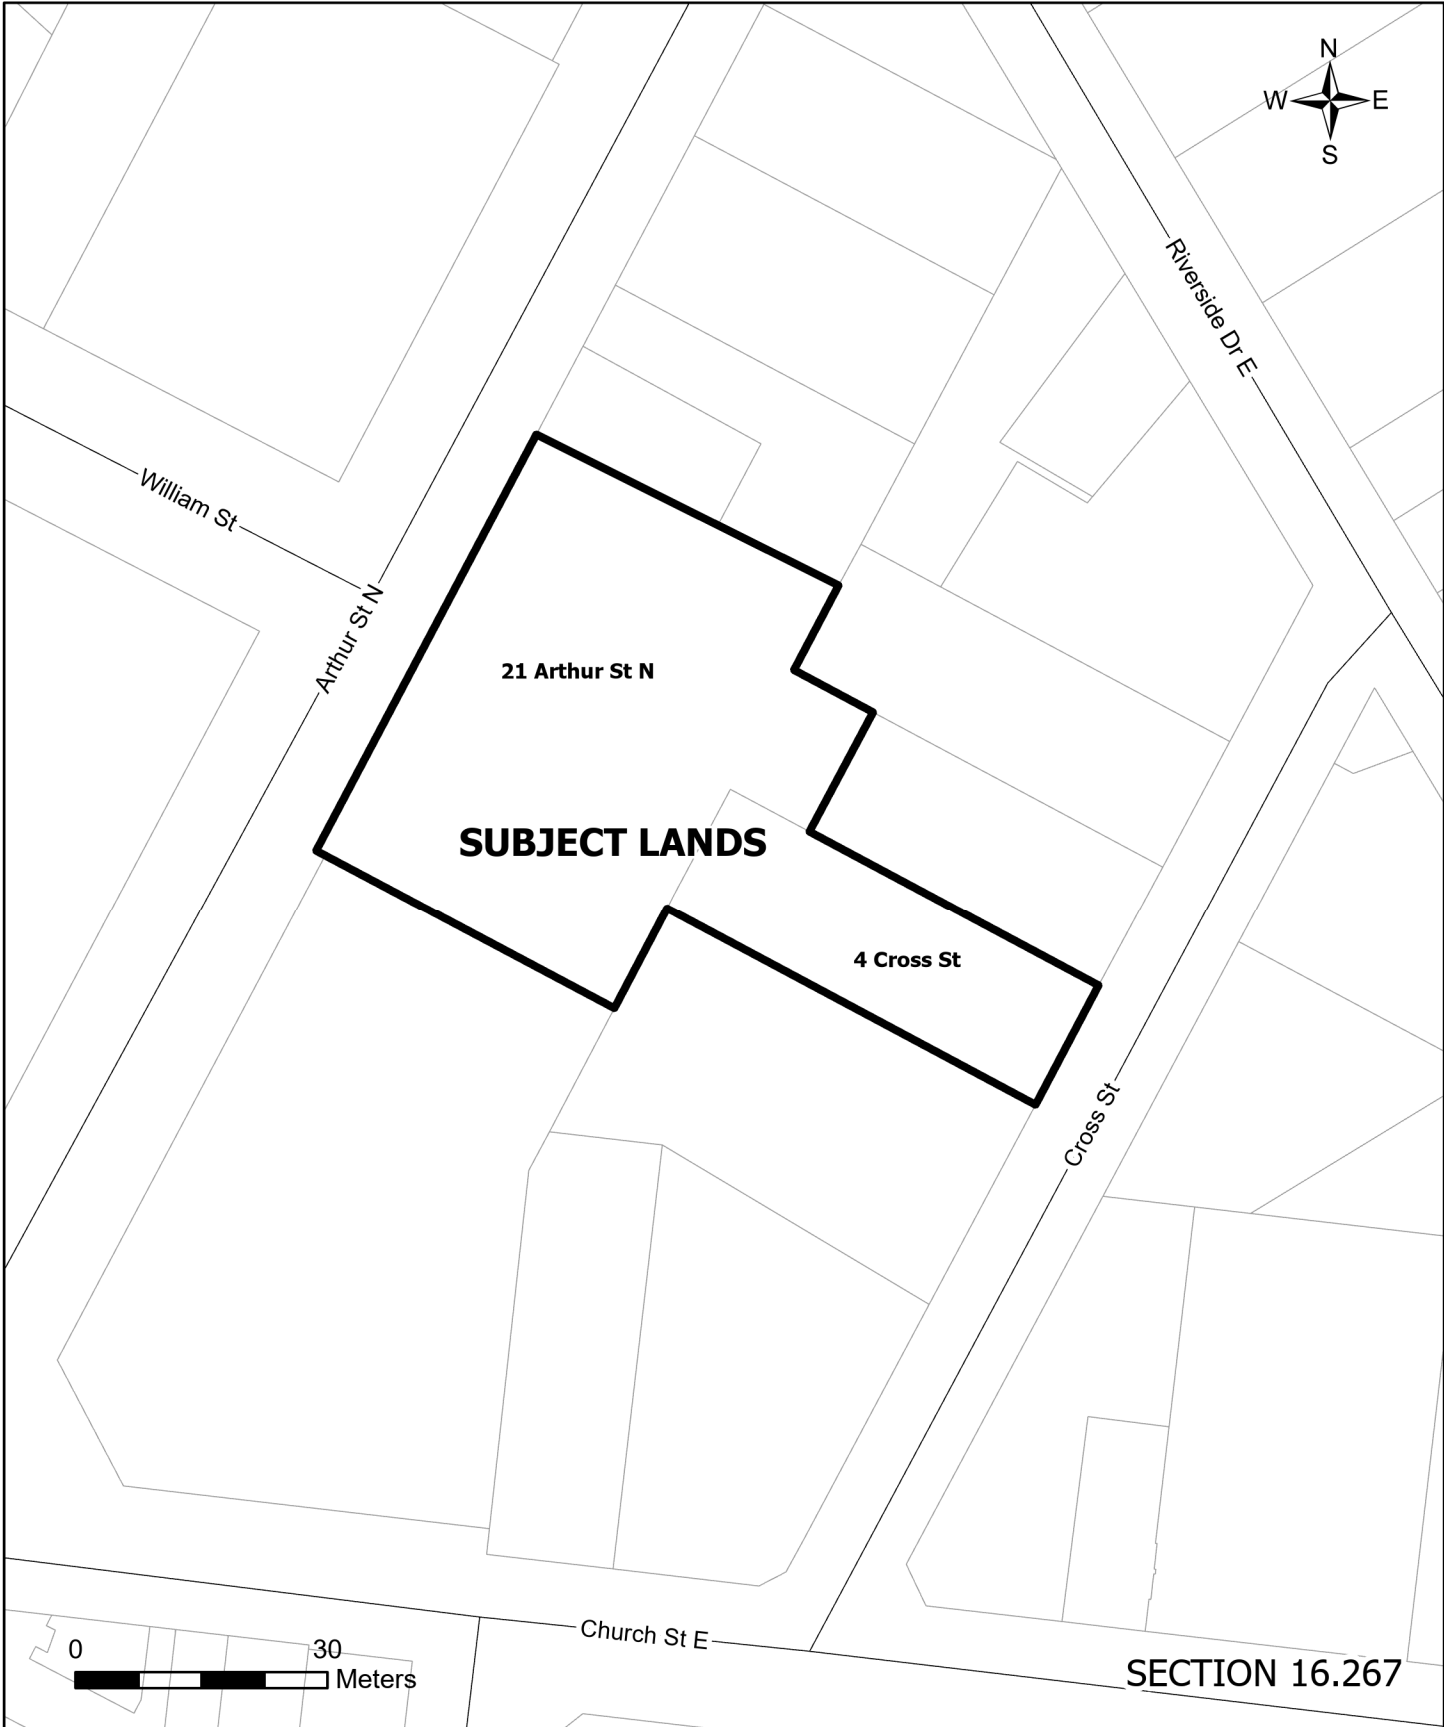 N
W E
S
Riverside Dr E
William St
Arthur St N
21 Arthur St N
SUBJECT LANDS
4 Cross St
Cross St
Church St E
0 30
Meters
SECTION 16.267